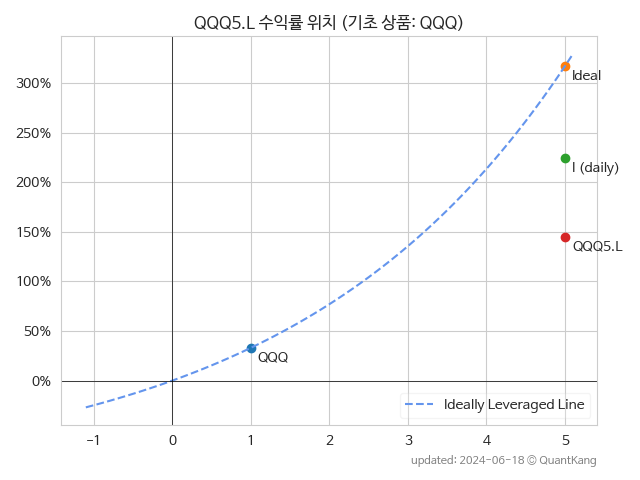 QQQ5.L 수익률 위치 (기초 상품: QQQ)
300%
250%
200%
150%
100%
50%
0%
Ideal
I (daily)
QQQ5.L
QQQ
Ideally Leveraged Line
−1 0 1 2 3 4 5
updated: 2024-06-18 © QuantKang